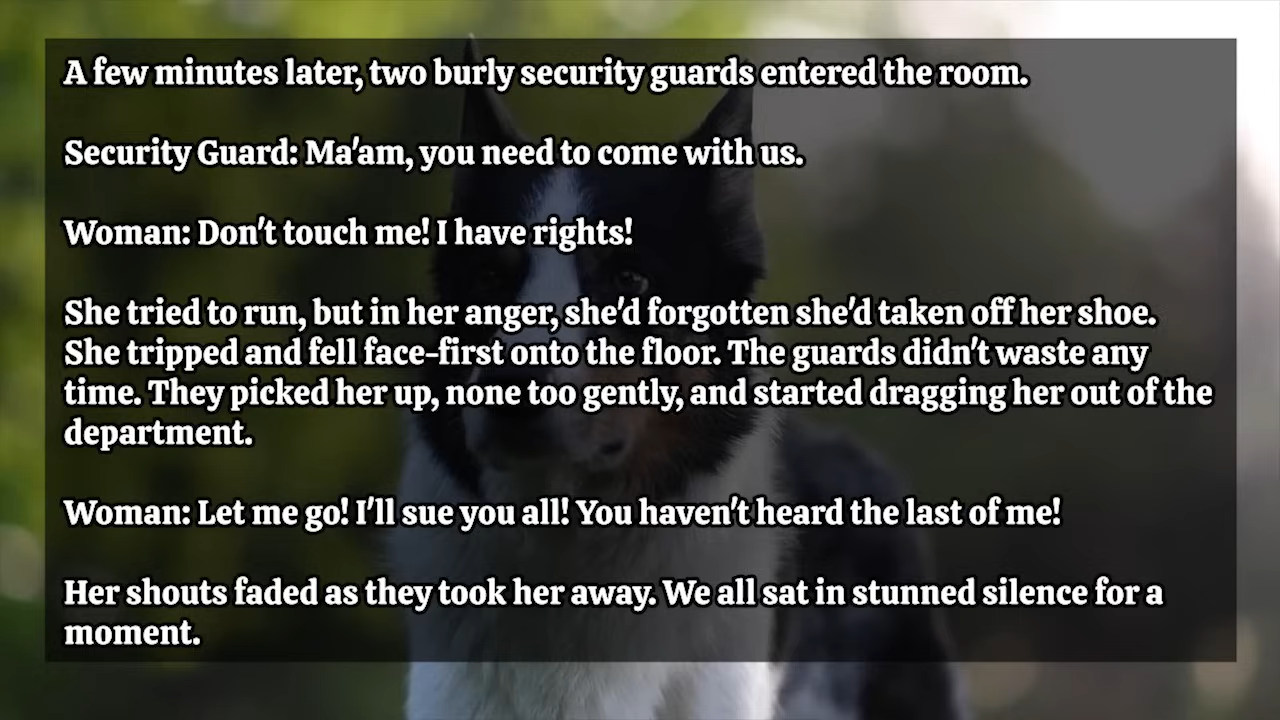 A few minutes later, two burly security guards entered the room.
Security Guard: Ma'am, you need to come with us.
Woman: Don't touch me! I have rights!
She tried to run, but in her anger, she'd forgotten she'd taken off her shoe.
She tripped and fell face-first onto the floor. The guards didn't waste any
time. They picked her up, none too gently, and started dragging her out of the
department.
Woman: Let me go! I'll sue you all! You haven't heard the last of me!
Her shouts faded as they took her away. We all sat in stunned silence for a
moment.